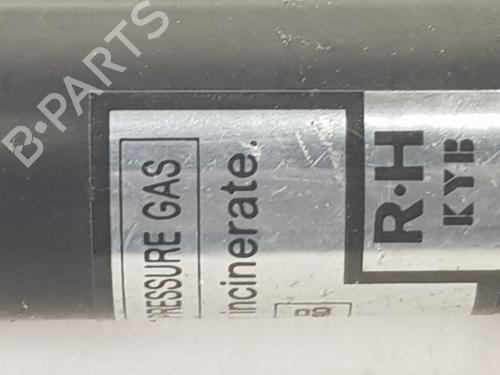 B-PARTS
PRESSURE GAS
incinerate.
R·H
KYB